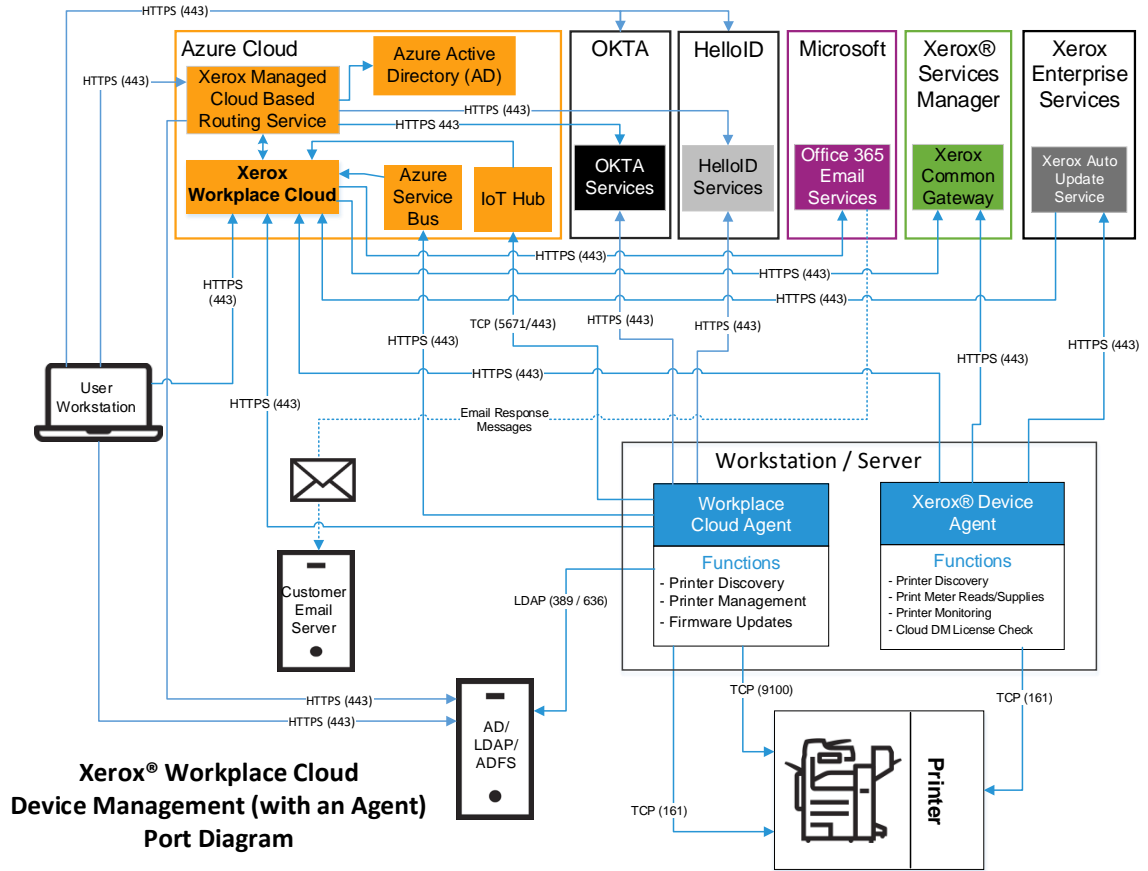 HTTPS (443)
Azure Cloud
Azure Active
Directory (AD)
Xerox Managed
Cloud Based
Routing Service
HTTPS (443)
HTTPS (443)
HTTPS 443
Xerox
Workplace Cloud
Azure
Service
Bus
IoT Hub
OKTA
OKTA
Services
HelloID
HelloID
Services
Microsoft
Office 365
Email
Services
Xerox®
Services
Manager
Xerox
Common
Gateway
Xerox
Enterprise
Services
Xerox Auto
Update
Service
HTTPS (443)
HTTPS (443)
HTTPS (443)
HTTPS
(443)
TCP (5671/443)
HTTPS (443)
HTTPS (443)
HTTPS (443)
HTTPS (443)
HTTPS (443)
HTTPS (443)
HTTPS (443)
User
Workstation
Email Response
Messages
Workstation / Server
Workplace
Cloud Agent
Functions
- Printer Discovery
- Printer Management
- Firmware Updates
Xerox® Device
Agent
Functions
- Printer Discovery
- Print Meter Reads/Supplies
- Printer Monitoring
- Cloud DM License Check
Customer
Email
Server
LDAP (389 / 636)
HTTPS (443)
HTTPS (443)
AD/
LDAP/
ADFS
TCP (9100)
TCP (161)
TCP (161)
Printer
Xerox® Workplace Cloud
Device Management (with an Agent)
Port Diagram